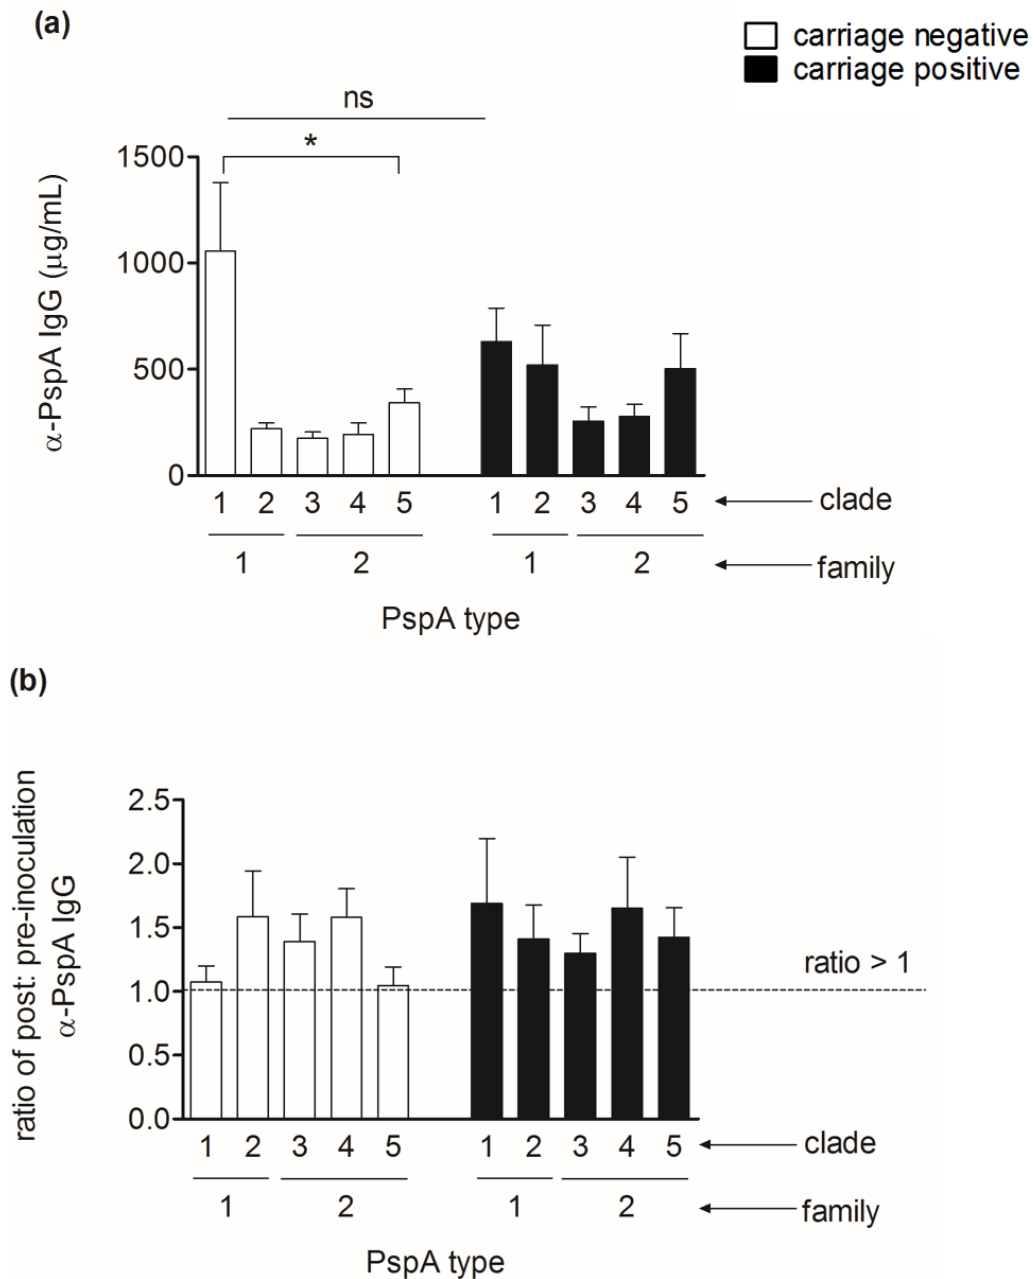 (a)
carriage negative
carriage positive
ns
*
1500
1000
500
0
α-PspA IgG (μg/mL)
1 2 3 4 5 1 2 3 4 5 clade
1 2 1 2 family
PspA type
(b)
2.5
2.0
1.5
1.0
0.5
0.0
ratio of post: pre-inoculation
α-PspA IgG
ratio > 1
1 2 3 4 5 1 2 3 4 5 clade
1 2 1 2 family
PspA type